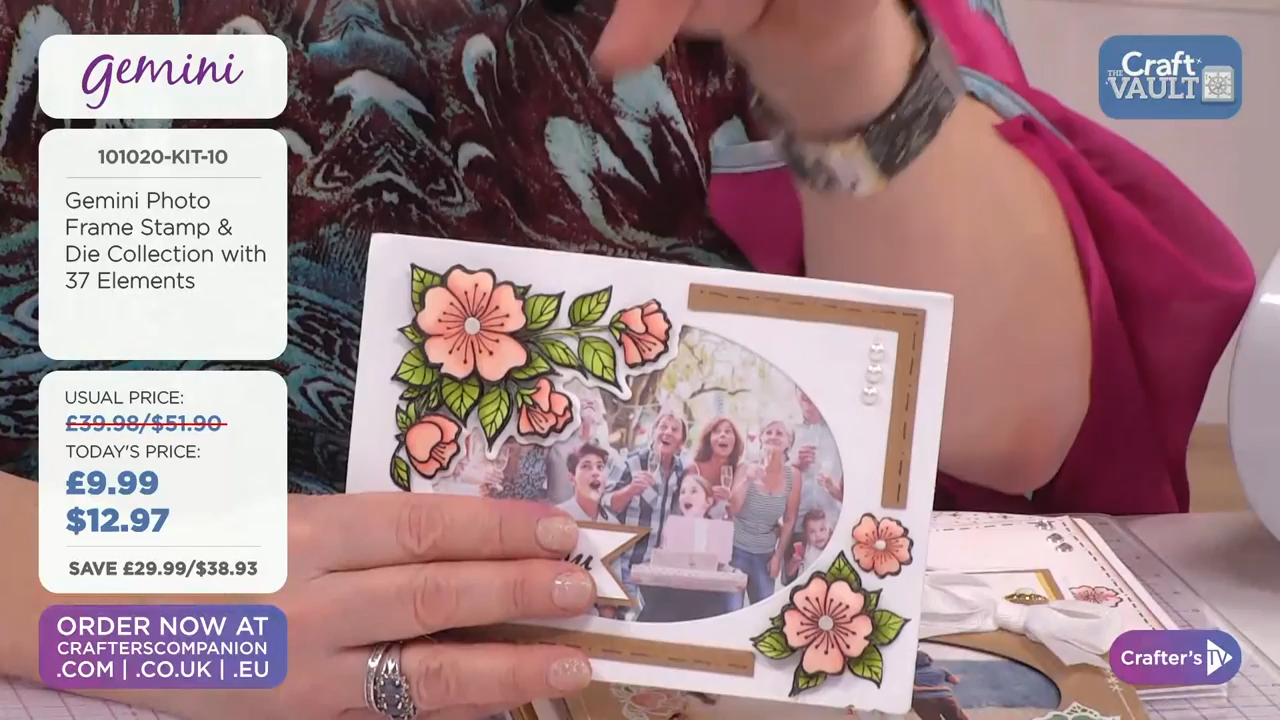 gemini
101020-KIT-10
Gemini Photo
Frame Stamp &
Die Collection with
37 Elements
USUAL PRICE:
£39.98/$51.90
TODAY'S PRICE:
£9.99
$12.97
SAVE £29.99/$38.93
ORDER NOW AT
CRAFTERSCOMPANION
.COM | .CO.UK | .EU
THE Craft
VAULT
Crafter's TV